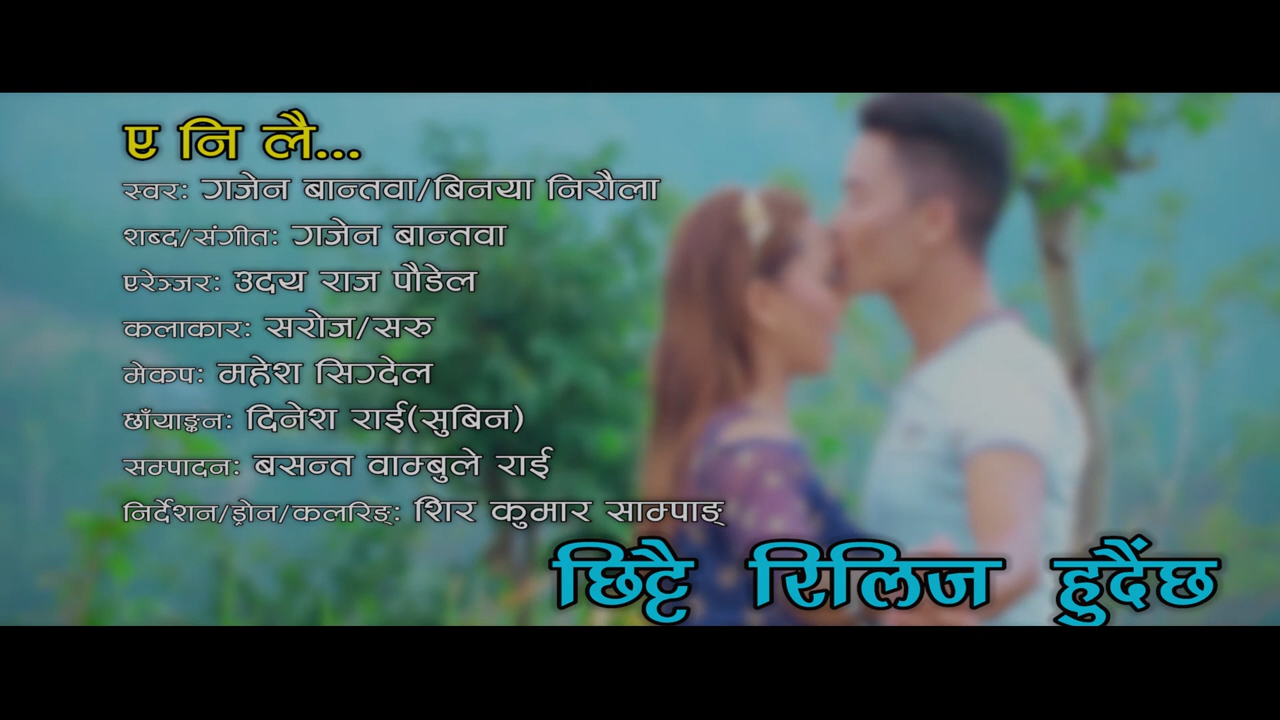 ए नि लै...
स्वर: गजेन बान्तवा/बिनया निरौला
शब्द/संगीत: गजेन बान्तवा
एरेञ्जर: उदय राज पौडेल
कलाकार: सरोज/सरु
मेकप: महेश सिग्देल
छाँयाङ्कन: दिनेश राई(सुबिन)
सम्पादन: बसन्त वाम्बुले राई
निर्देशन/ड्रोन/कलरिङ्: शिर कुमार साम्पाङ्
छिट्टै रिलिज हुदैंछ